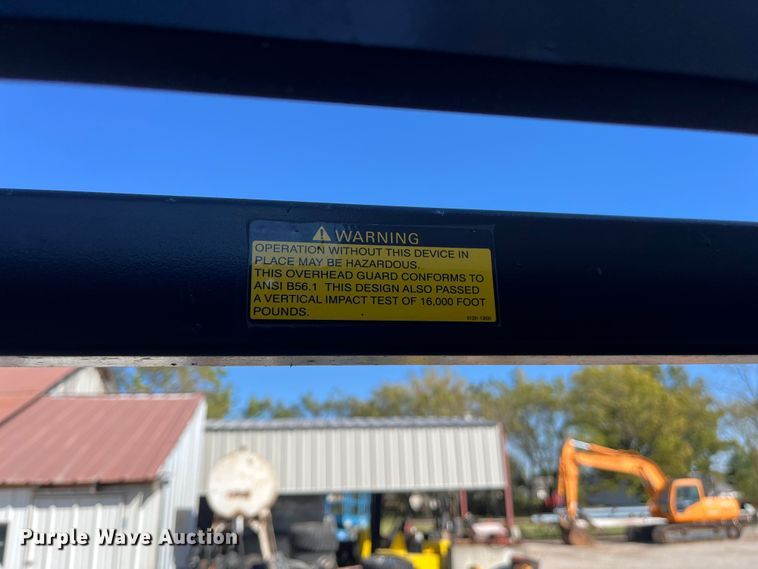 WARNING
OPERATION WITHOUT THIS DEVICE IN
PLACE MAY BE HAZARDOUS.
THIS OVERHEAD GUARD CONFORMS TO
ANSI B56.1 THIS DESIGN ALSO PASSED
A VERTICAL IMPACT TEST OF 16,000 FOOT
POUNDS.
Purple Wave Auction